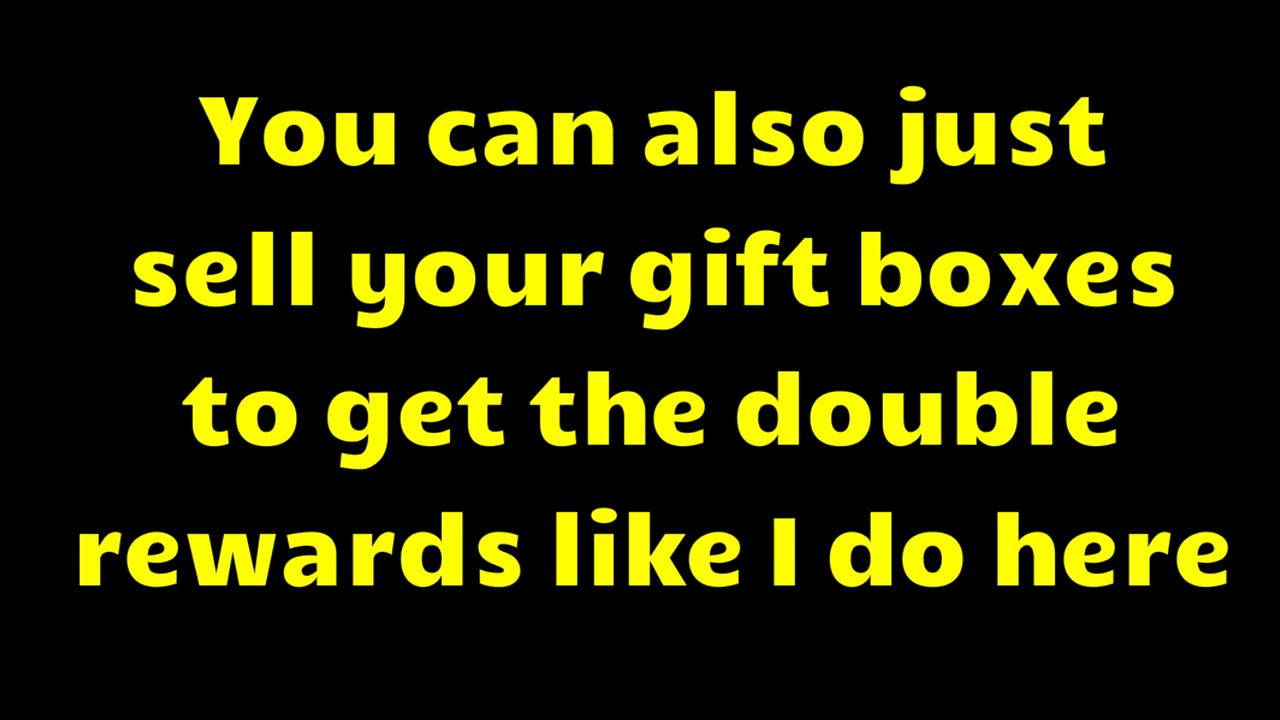 You can also just
sell your gift boxes
to get the double
rewards like I do here